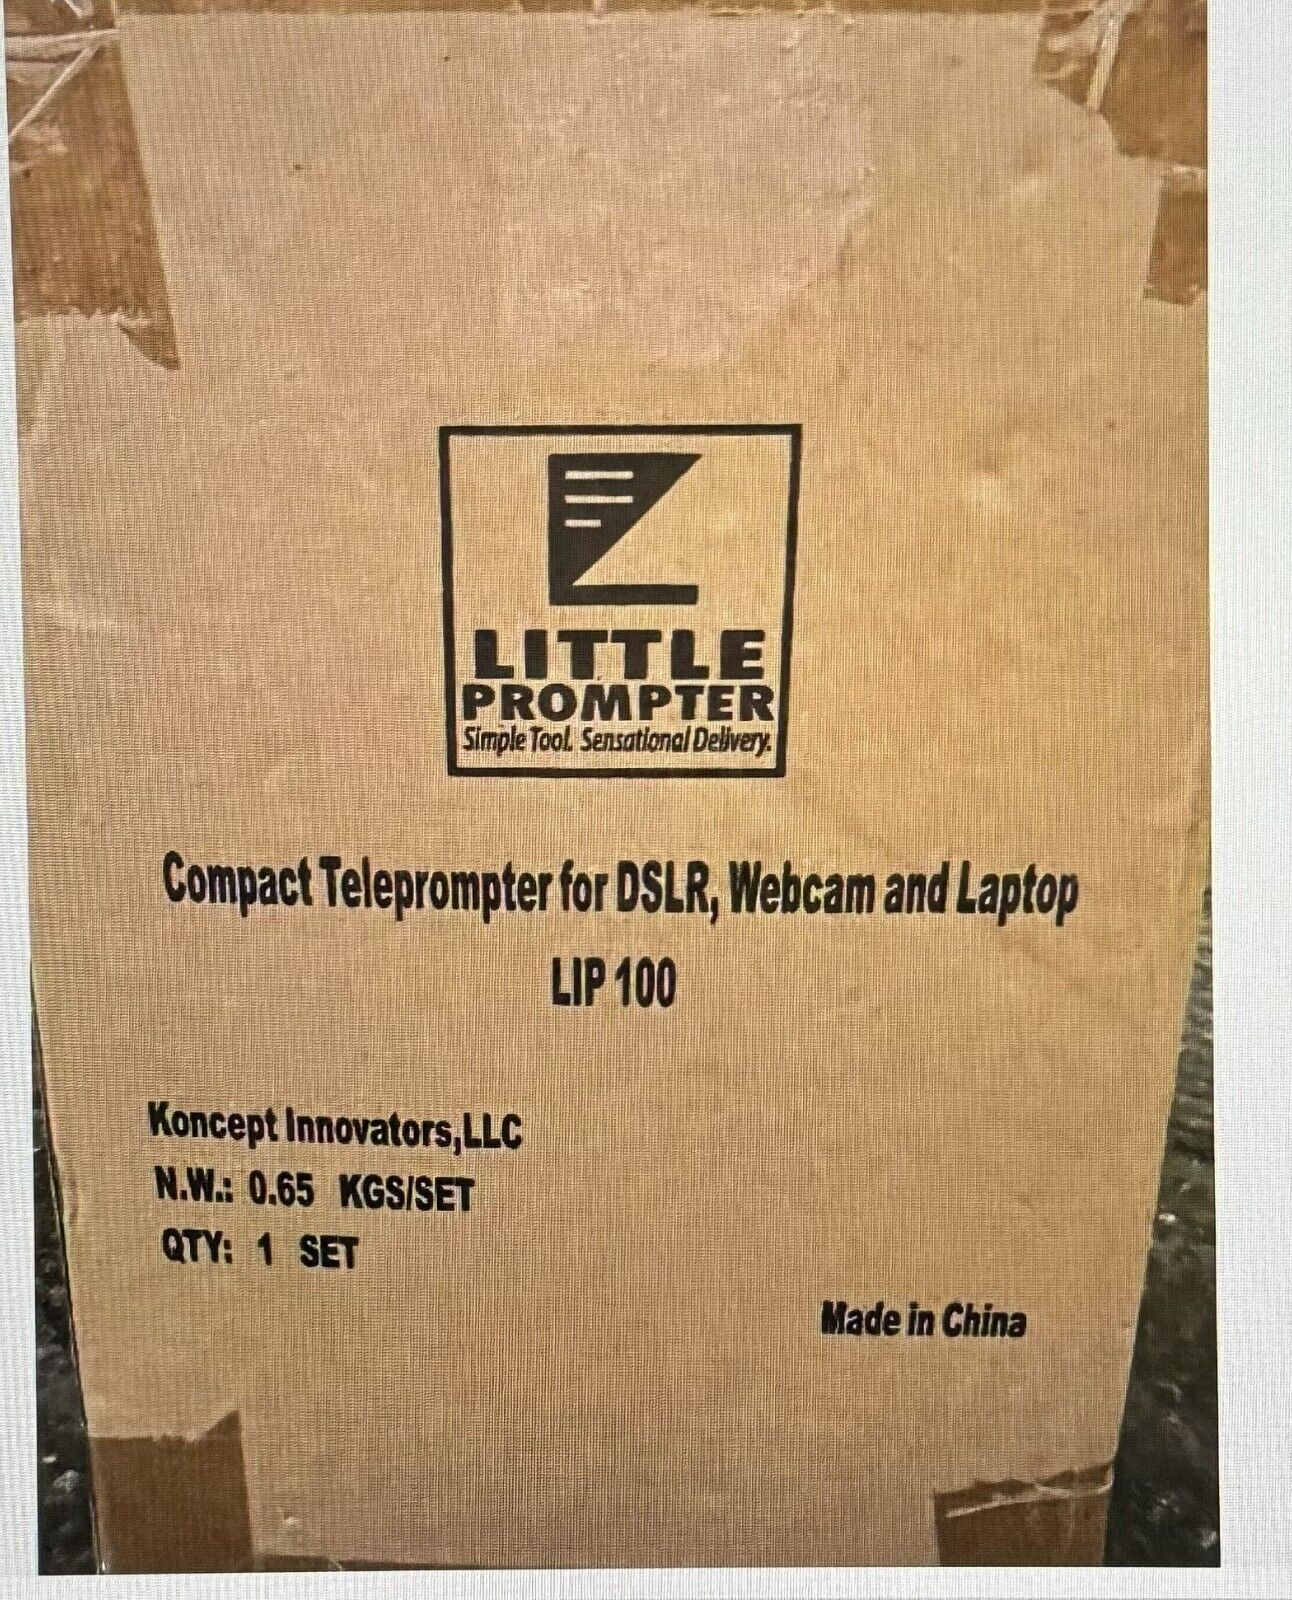 LITTLE
PROMPTER
Simple Tool. Sensational Delivery.
Compact Teleprompter for DSLR, Webcam and Laptop
LIP 100
Koncept Innovators,LLC
N.W.: 0.65 KGS/SET
QTY: 1 SET
Made in China